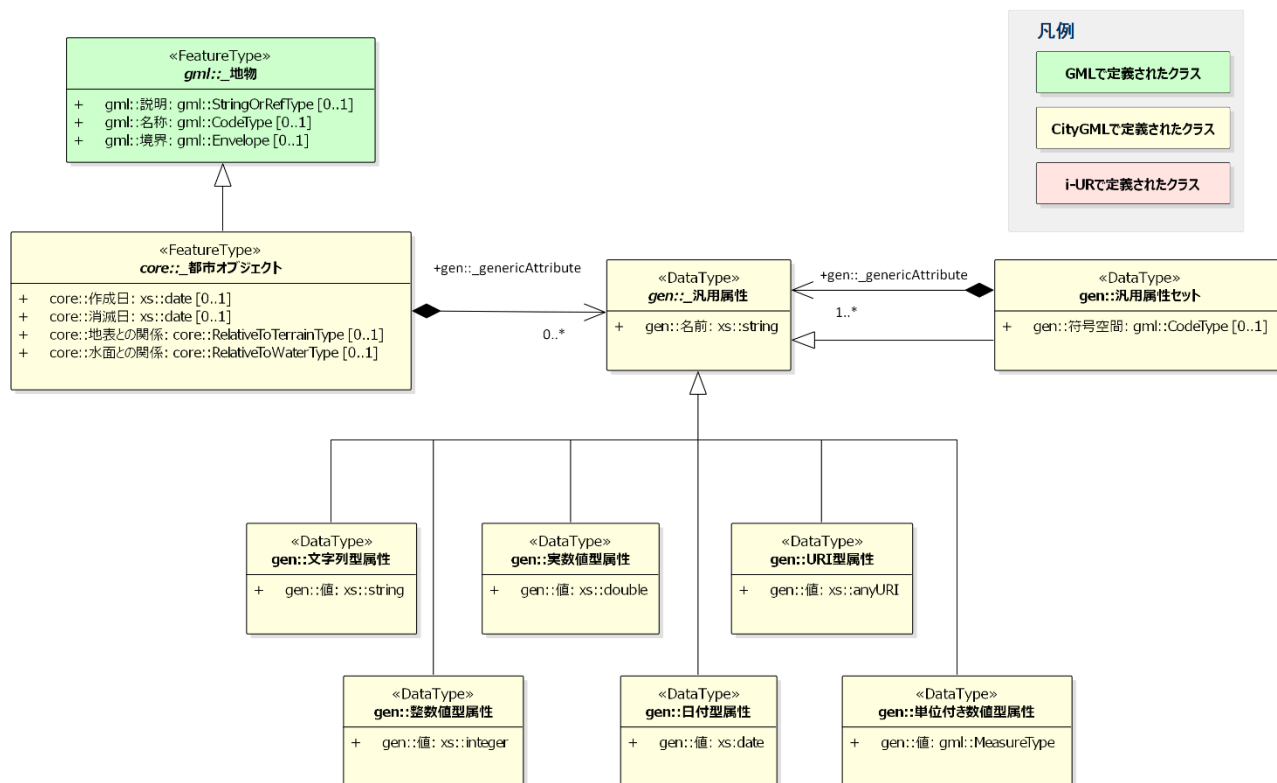 «FeatureType»
gml::_地物
+ gml::説明: gml::StringOrRefType [0..1]
+ gml::名称: gml::CodeType [0..1]
+ gml::境界: gml::Envelope [0..1]
凡例
GMLで定義されたクラス
CityGMLで定義されたクラス
i-URで定義されたクラス
«FeatureType»
core::_都市オブジェクト
+ core::作成日: xs::date [0..1]
+ core::消滅日: xs::date [0..1]
+ core::地表との関係: core::RelativeToTerrainType [0..1]
+ core::水面との関係: core::RelativeToWaterType [0..1]
+gen::_genericAttribute
0..*
«DataType»
gen::_汎用属性
+ gen::名前: xs::string
+gen::_genericAttribute
1..*
«DataType»
gen::汎用属性セット
+ gen::符号空間: gml::CodeType [0..1]
«DataType»
gen::文字列型属性
+ gen::値: xs::string
«DataType»
gen::実数値型属性
+ gen::値: xs::double
«DataType»
gen::URI型属性
+ gen::値: xs::anyURI
«DataType»
gen::整数値型属性
+ gen::値: xs::integer
«DataType»
gen::日付型属性
+ gen::値: xs:date
«DataType»
gen::単位付き数値型属性
+ gen::値: gml::MeasureType